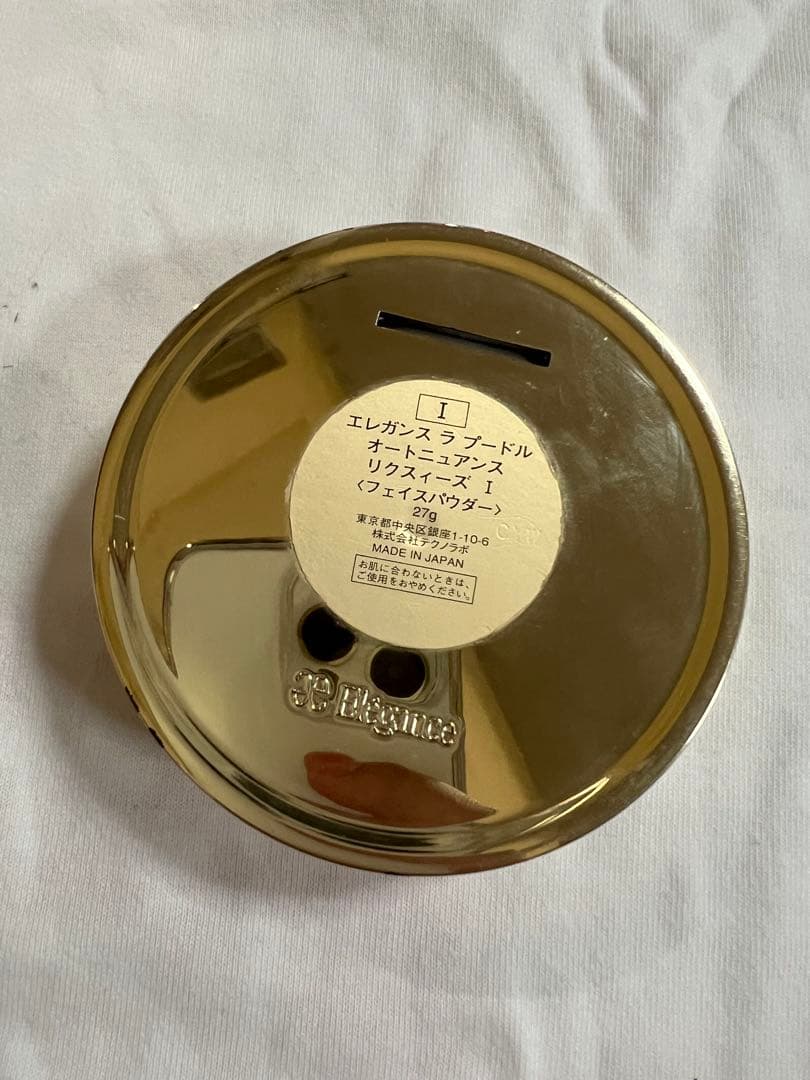 I
エレガンス ラ プードル
オートニュアンス
リクスィーズ I
〈フェイスパウダー〉
27g
東京都中央区銀座1-10-6
株式会社テクノラボ
MADE IN JAPAN
お肌に合わないときは、
ご使用をおやめください。
Elégance